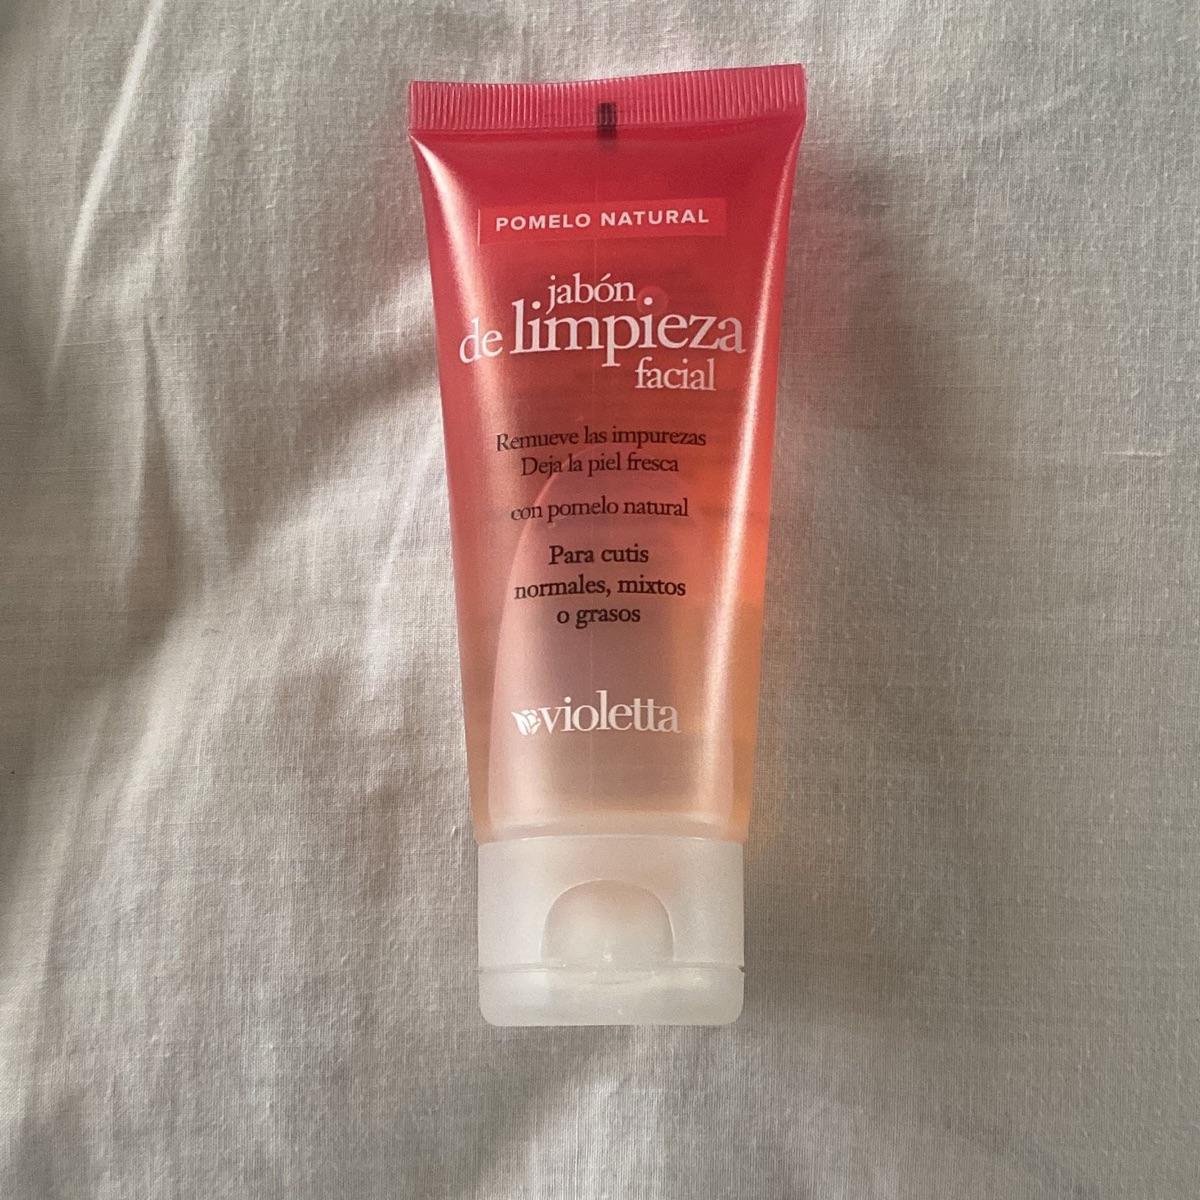 POMELO NATURAL
jabón
de limpieza
facial
Remueve las impurezas
Deja la piel fresca
con pomelo natural
Para cutis
normales, mixtos
o grasos
violetta